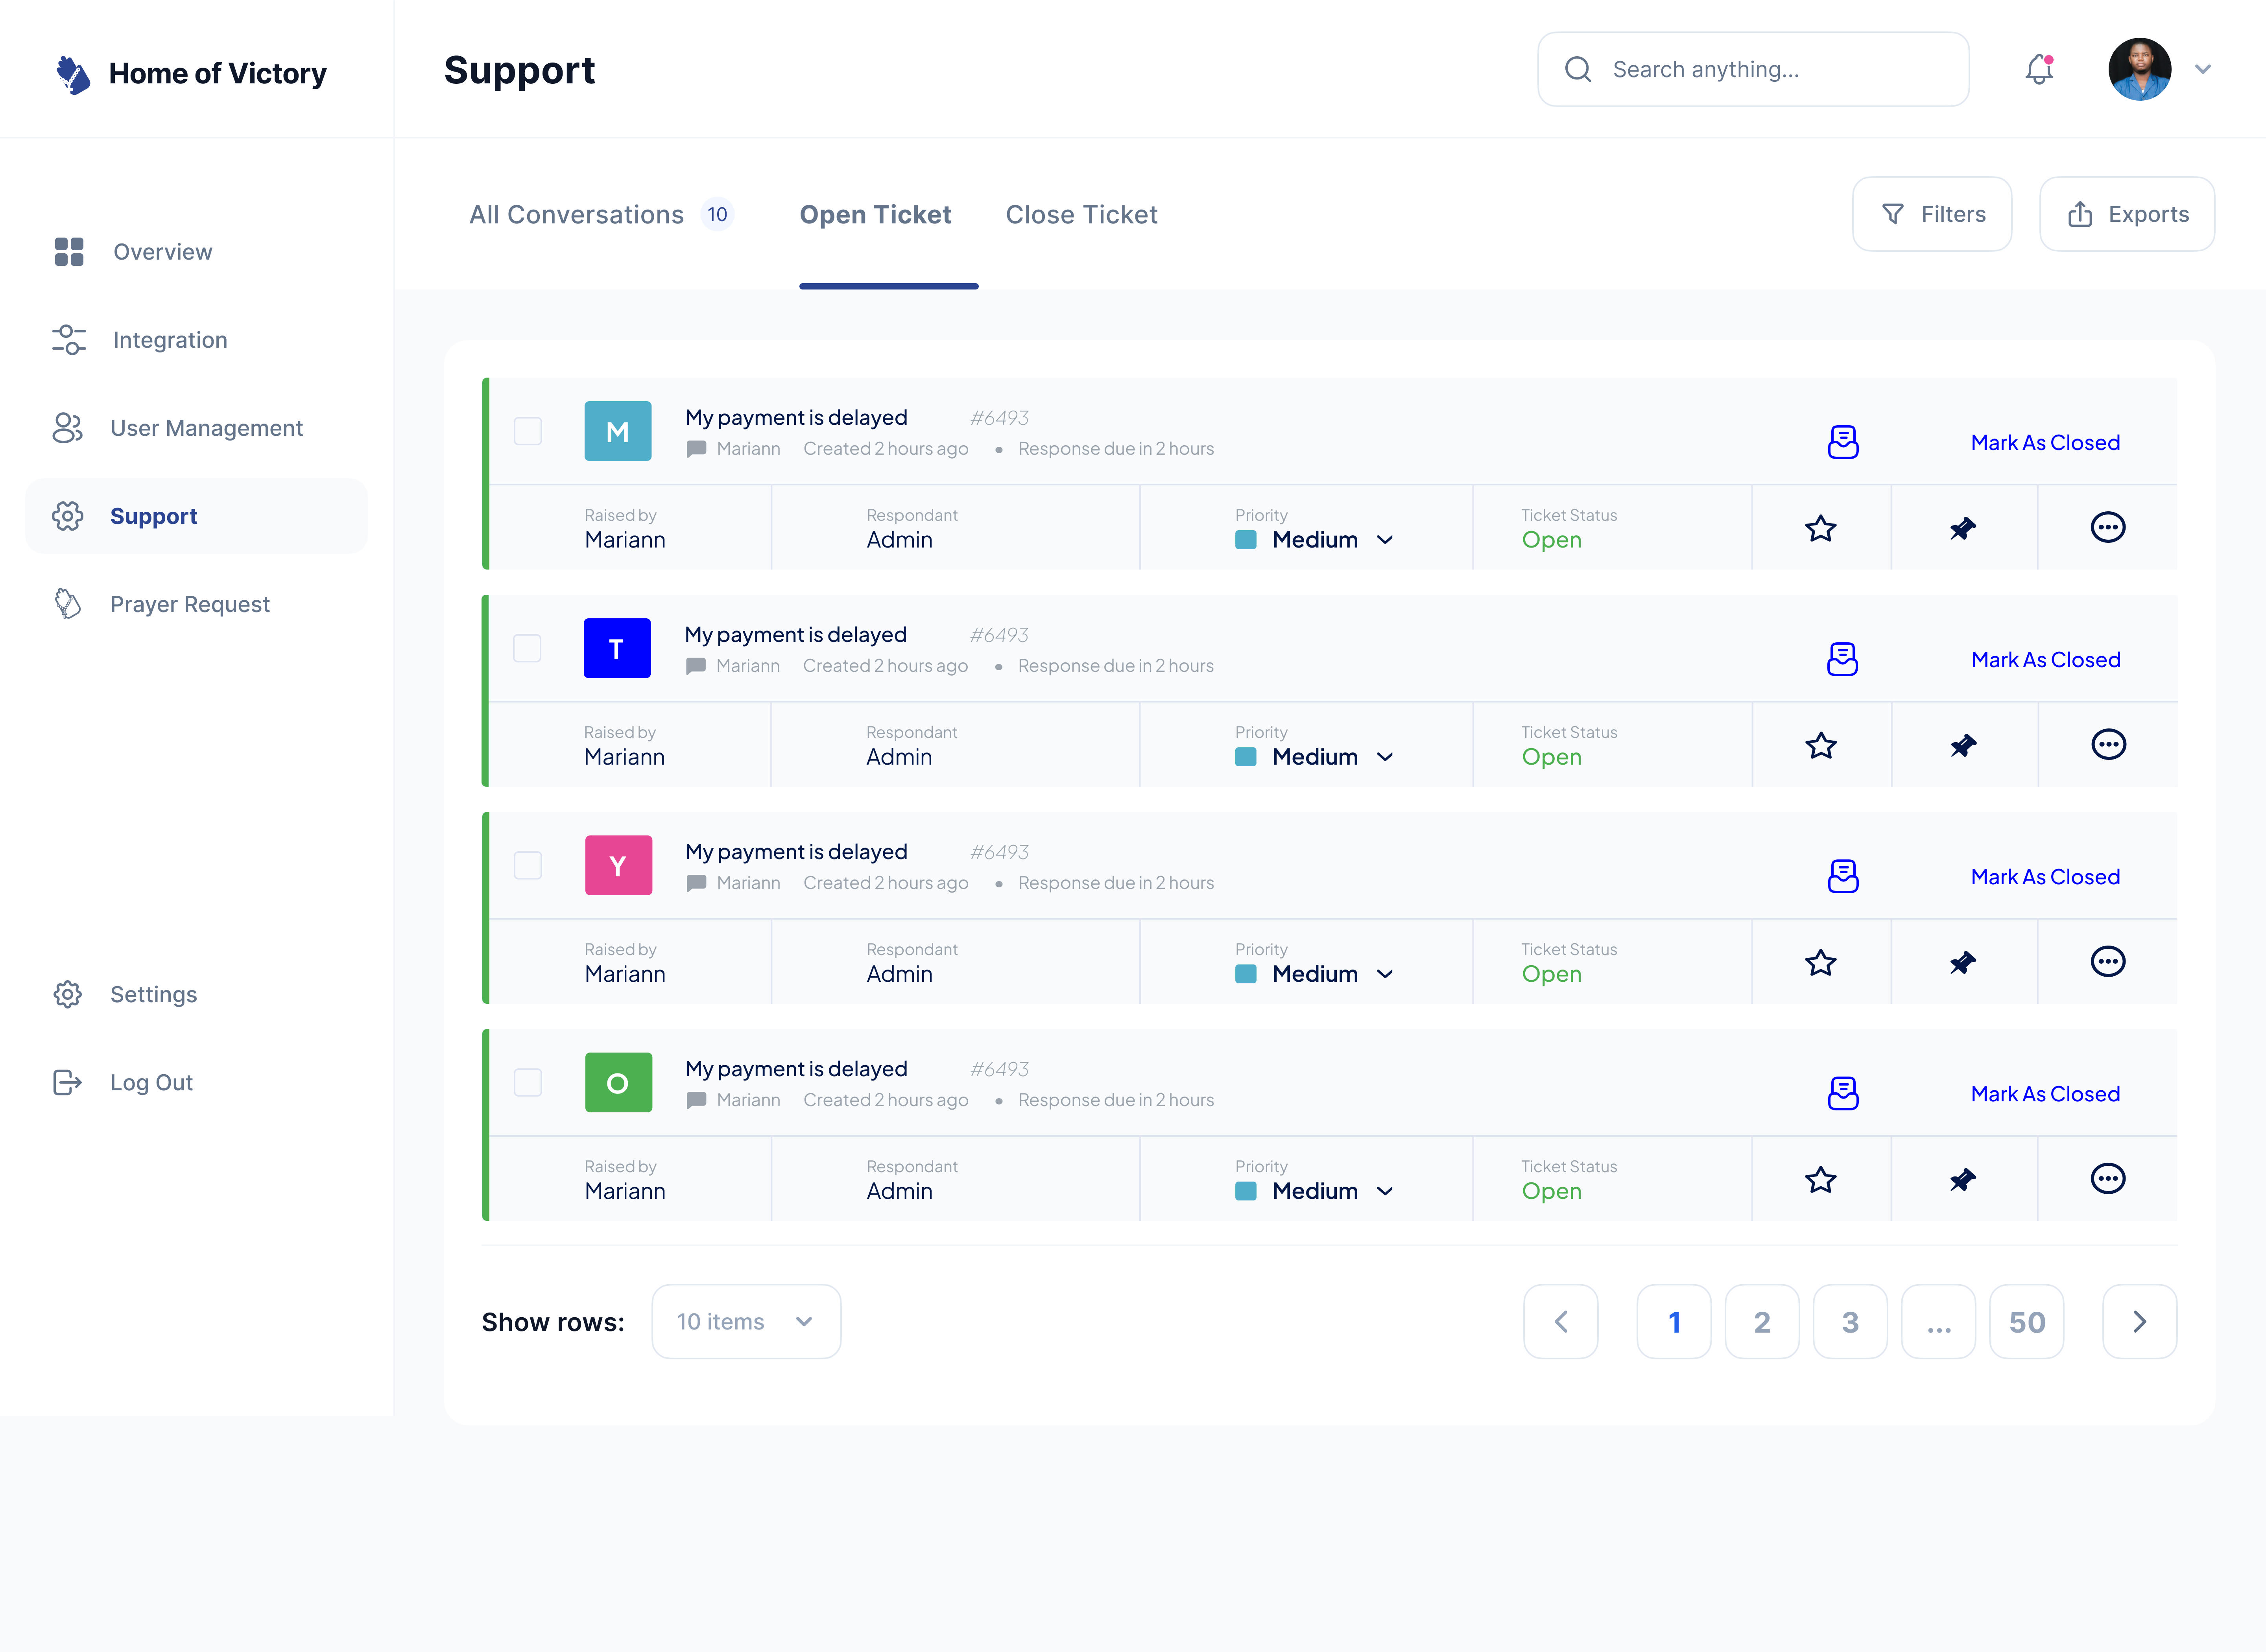 Home of Victory
Support
Search anything...
Overview
Integration
User Management
Support
Prayer Request
Settings
Log Out
All Conversations 10
Open Ticket
Close Ticket
Filters
Exports
M
My payment is delayed #6493
Mariann Created 2 hours ago • Response due in 2 hours
Mark As Closed
Raised by
Mariann
Respondant
Admin
Priority
Medium
Ticket Status
Open
T
My payment is delayed #6493
Mariann Created 2 hours ago • Response due in 2 hours
Mark As Closed
Raised by
Mariann
Respondant
Admin
Priority
Medium
Ticket Status
Open
Y
My payment is delayed #6493
Mariann Created 2 hours ago • Response due in 2 hours
Mark As Closed
Raised by
Mariann
Respondant
Admin
Priority
Medium
Ticket Status
Open
O
My payment is delayed #6493
Mariann Created 2 hours ago • Response due in 2 hours
Mark As Closed
Raised by
Mariann
Respondant
Admin
Priority
Medium
Ticket Status
Open
Show rows: 10 items
1 2 3 ... 50